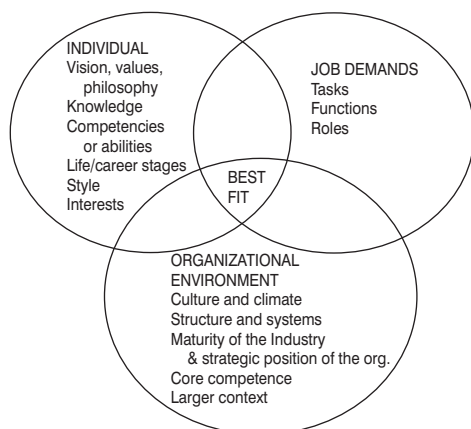 INDIVIDUAL
Vision, values,
philosophy
Knowledge
Competencies
or abilities
Life/career stages
Style
Interests
JOB DEMANDS
Tasks
Functions
Roles
BEST
FIT
ORGANIZATIONAL
ENVIRONMENT
Culture and climate
Structure and systems
Maturity of the Industry
& strategic position of the org.
Core competence
Larger context